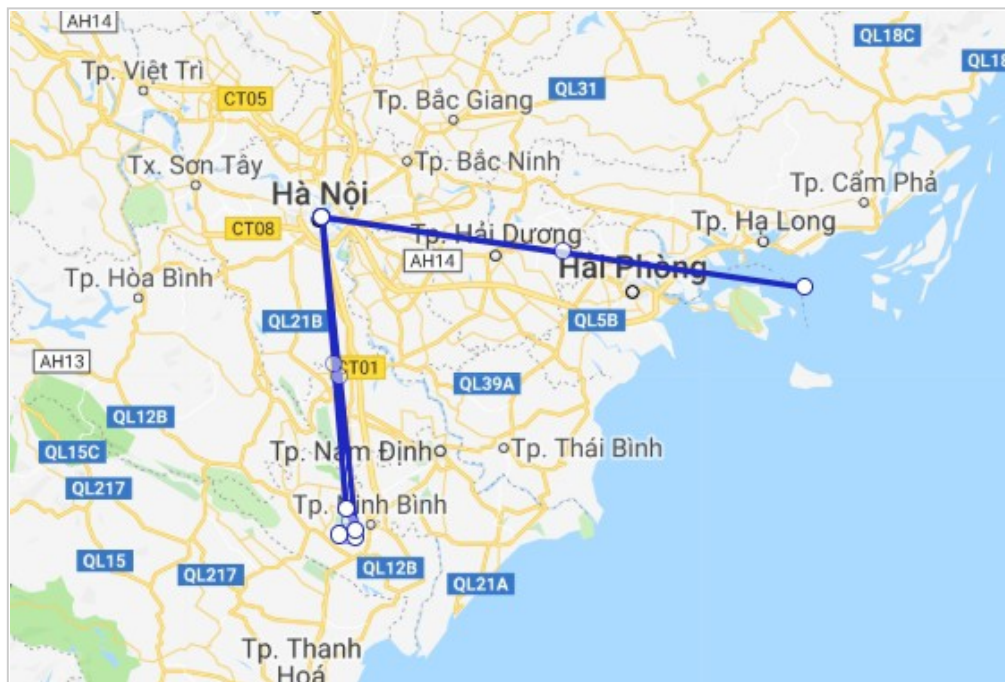 AH14
QL18C
QL18
Tp. Việt Trì
CT05
QL31
Tp. Bắc Giang
Tx. Sơn Tây
Tp. Bắc Ninh
Hà Nội
Tp. Cẩm Phả
CT08
Tp. Hải Dương
Tp. Hạ Long
AH14
Hải Phòng
Tp. Hòa Bình
QL21B
QL5B
AH13
CT01
QL39A
QL12B
QL15C
Tp. Nam Định
Tp. Thái Bình
QL217
Tp. Ninh Bình
QL15
QL217
QL12B
QL21A
Tp. Thanh
Hoá